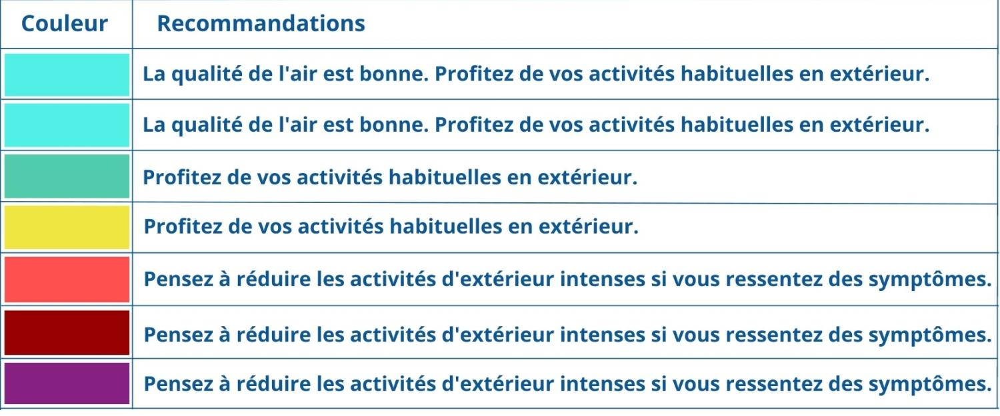 Couleur Recommandations
La qualité de l'air est bonne. Profitez de vos activités habituelles en extérieur.
La qualité de l'air est bonne. Profitez de vos activités habituelles en extérieur.
Profitez de vos activités habituelles en extérieur.
Profitez de vos activités habituelles en extérieur.
Pensez à réduire les activités d'extérieur intenses si vous ressentez des symptômes.
Pensez à réduire les activités d'extérieur intenses si vous ressentez des symptômes.
Pensez à réduire les activités d'extérieur intenses si vous ressentez des symptômes.